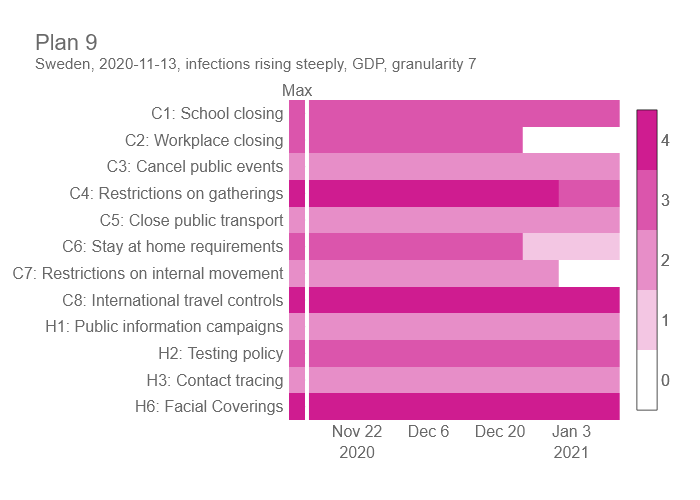 Plan 9
Sweden, 2020-11-13, infections rising steeply, GDP, granularity 7
Max
C1: School closing
C2: Workplace closing
C3: Cancel public events
C4: Restrictions on gatherings
C5: Close public transport
C6: Stay at home requirements
C7: Restrictions on internal movement
C8: International travel controls
H1: Public information campaigns
H2: Testing policy
H3: Contact tracing
H6: Facial Coverings
4
3
2
1
0
Nov 22 Dec 6 Dec 20 Jan 3
2020 2021